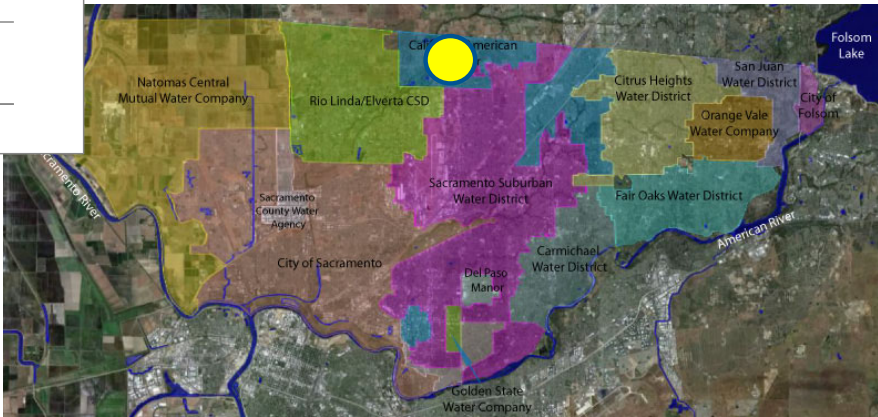 Folsom
Lake
Cal American
Natomas Central
Mutual Water Company
Rio Linda/Elverta CSD
Citrus Heights
Water District
San Juan
Water District
City of
Folsom
Orange Vale
Water Company
Sacramento Suburban
Water District
Fair Oaks Water District
Sacramento
County Water
Agency
American River
City of Sacramento
Carmichael
Water District
Del Paso
Manor
Golden State
Water Company
River